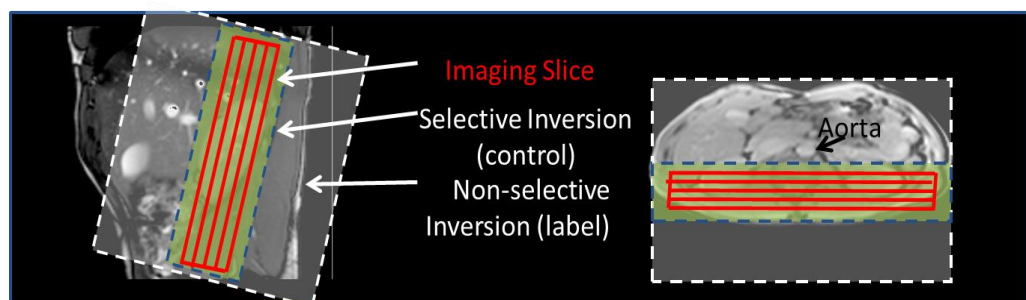 Imaging Slice
Selective Inversion
(control)
Non-selective
Inversion (label)
Aorta